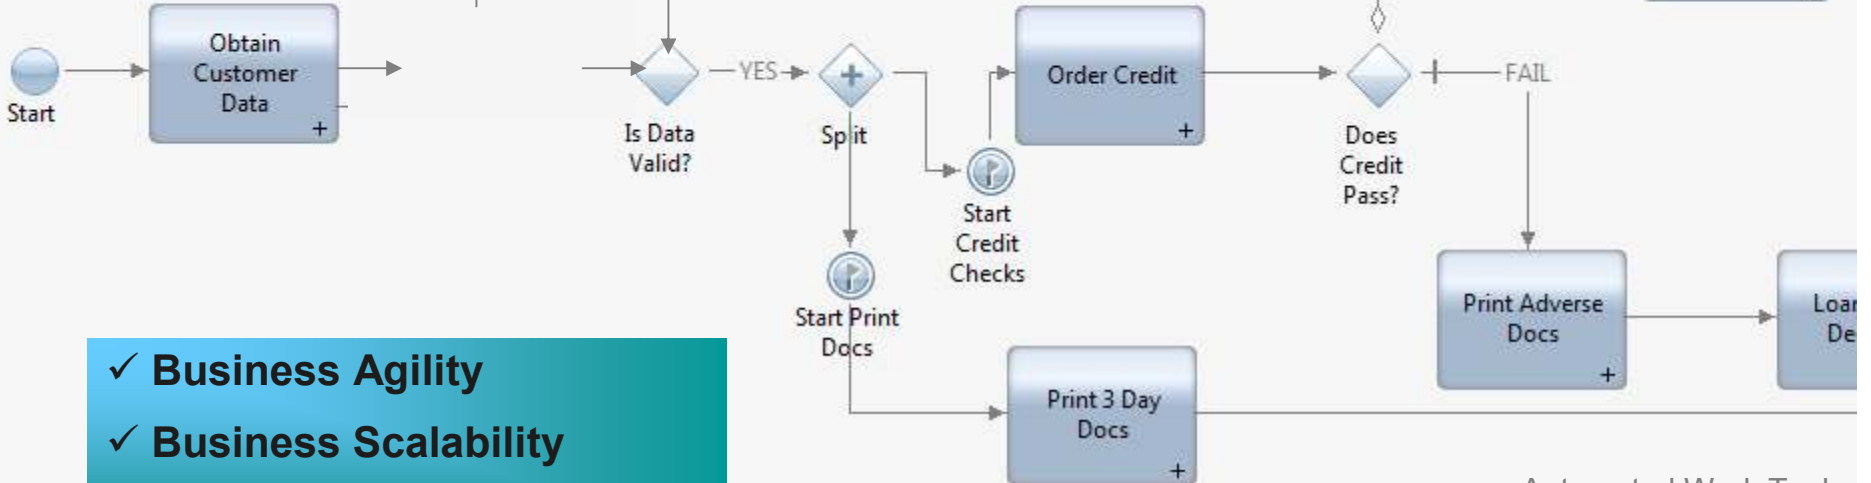 Start
Obtain
Customer
Data
Is Data
Valid?
YES
Split
Start
Credit
Checks
Order Credit
Does
Credit
Pass?
FAIL
Start Print
Docs
Print 3 Day
Docs
Print Adverse
Docs
✓ Business Agility
✓ Business Scalability